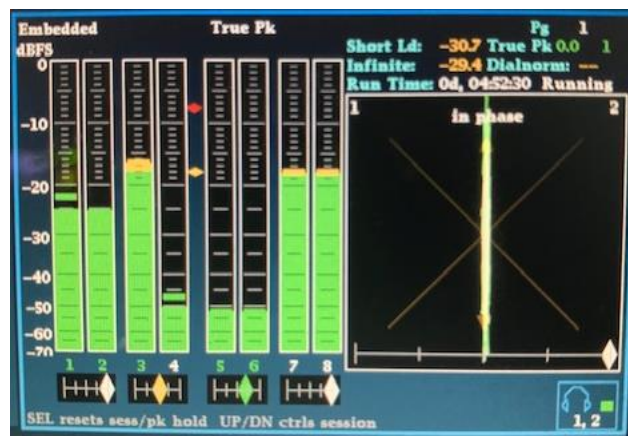 Embedded True Pk Pg 1
dBFS
Short Ld: -30.7 True Pk 0.0 1
Infinite: -29.4 Dialnorm: --
Run Time: 0d, 04:52:30 Running
1 in phase 2
0
-10
-20
-30
-40
-50
-60
-70
1 2 3 4 5 6 7 8
SEL resets sess/pk hold UP/DN ctrls session
1, 2